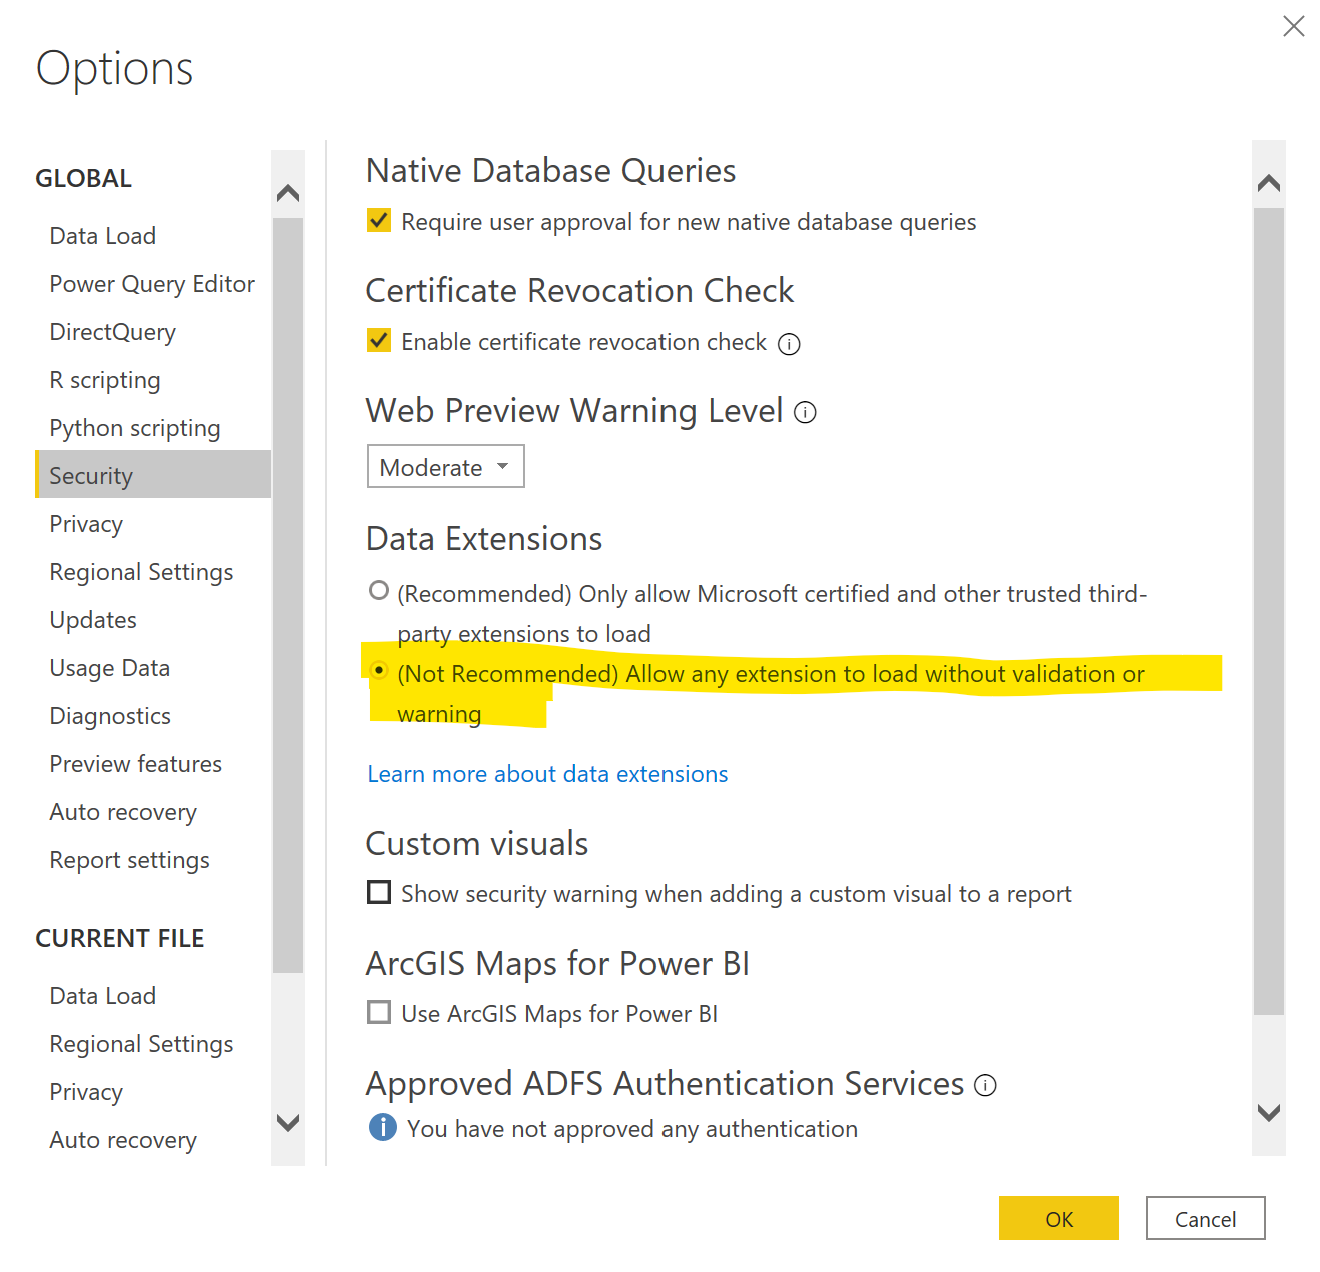 Options
GLOBAL
Data Load
Power Query Editor
DirectQuery
R scripting
Python scripting
Security
Privacy
Regional Settings
Updates
Usage Data
Diagnostics
Preview features
Auto recovery
Report settings
CURRENT FILE
Data Load
Regional Settings
Privacy
Auto recovery
Native Database Queries
Require user approval for new native database queries
Certificate Revocation Check
Enable certificate revocation check
Web Preview Warning Level
Moderate
Data Extensions
(Recommended) Only allow Microsoft certified and other trusted third-
party extensions to load
(Not Recommended) Allow any extension to load without validation or
warning
Learn more about data extensions
Custom visuals
Show security warning when adding a custom visual to a report
ArcGIS Maps for Power BI
Use ArcGIS Maps for Power BI
Approved ADFS Authentication Services
You have not approved any authentication
OK
Cancel